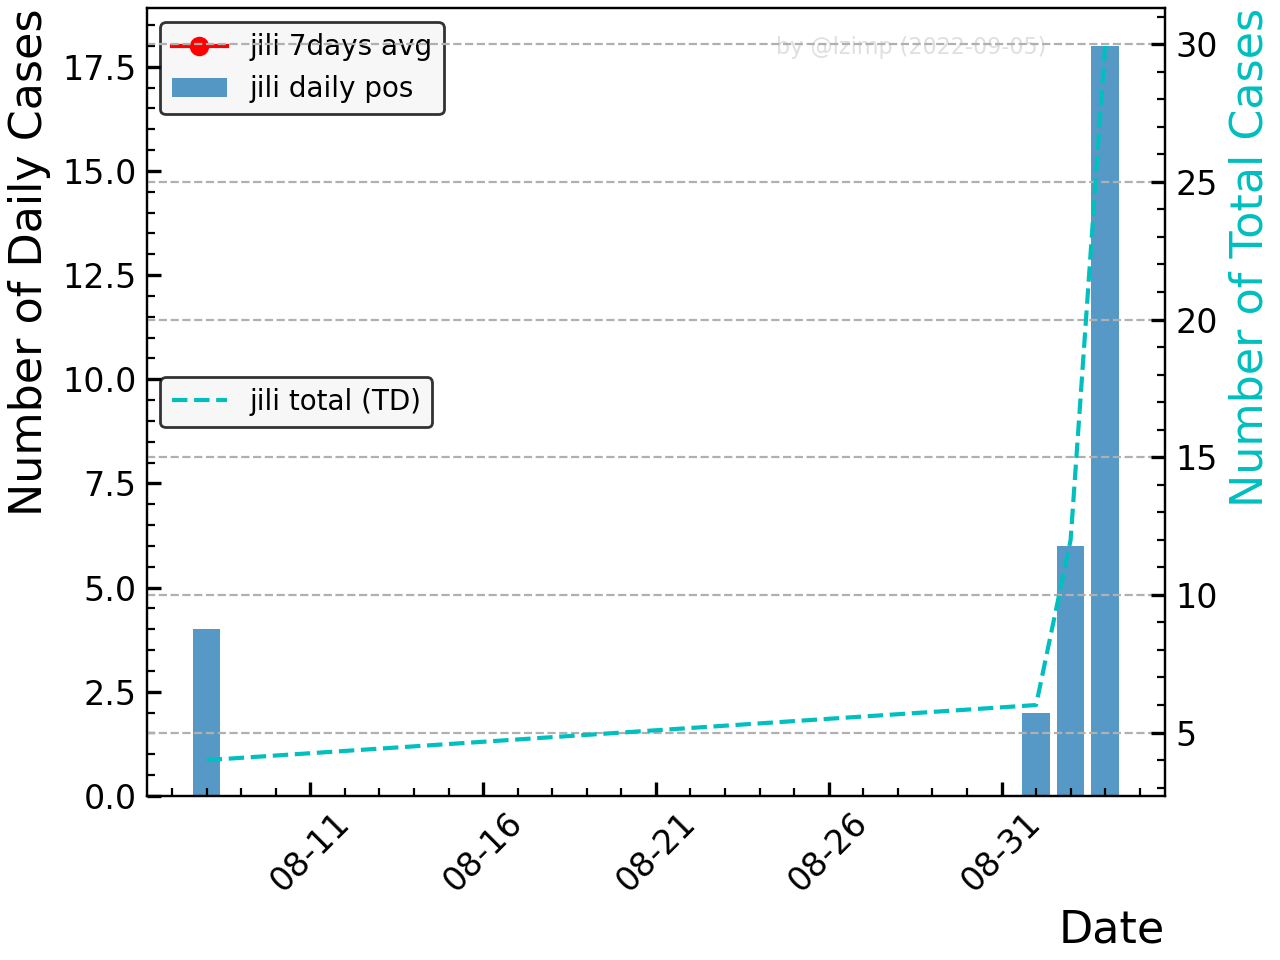 jili 7days avg
jili daily pos
by @lzimp (2022-09-05)
jili total (TD)
Number of Daily Cases
17.5
15.0
12.5
10.0
7.5
5.0
2.5
0.0
Number of Total Cases
30
25
20
15
10
5
08-11
08-16
08-21
08-26
08-31
Date